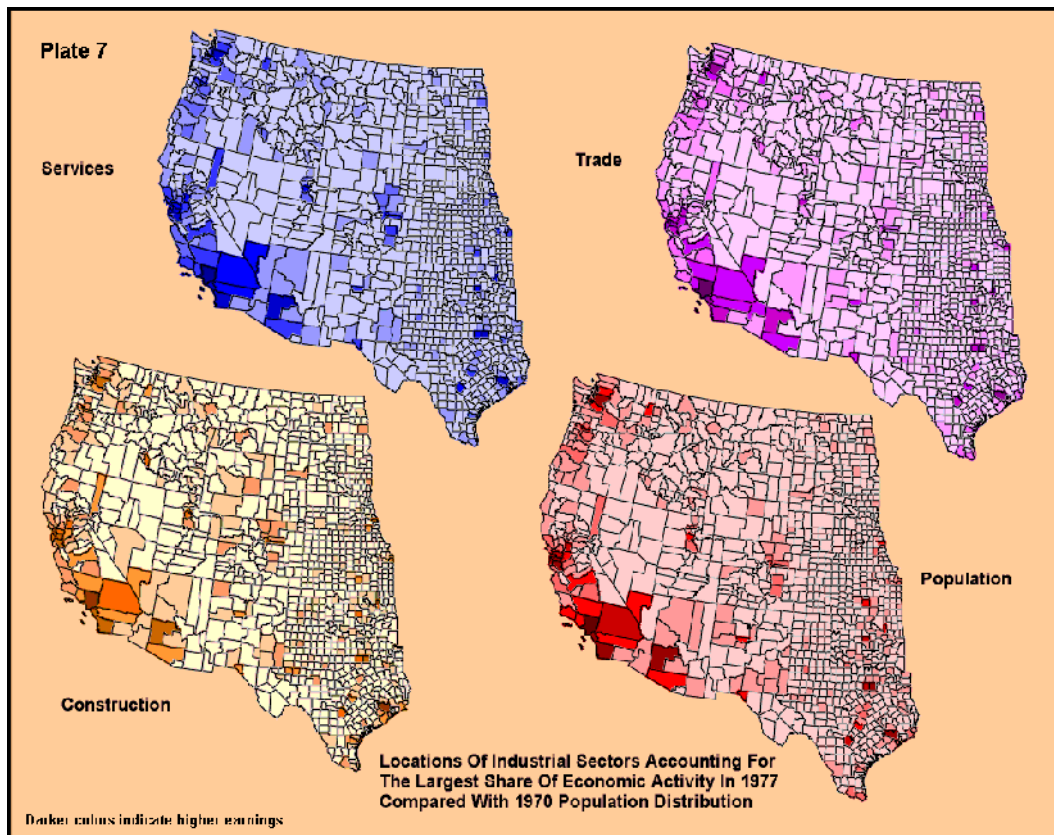 Plate 7
Services
Trade
Construction
Population
Locations Of Industrial Sectors Accounting For
The Largest Share Of Economic Activity In 1977
Compared With 1970 Population Distribution
Darker colors indicate higher earnings